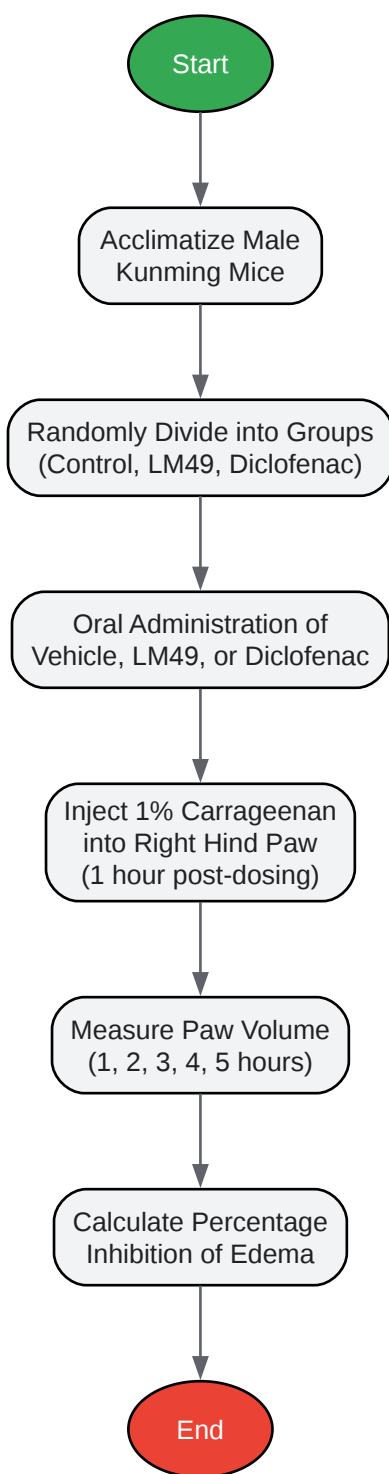 Start
Acclimatize Male
Kunming Mice
Randomly Divide into Groups
(Control, LM49, Diclofenac)
Oral Administration of
Vehicle, LM49, or Diclofenac
Inject 1% Carrageenan
into Right Hind Paw
(1 hour post-dosing)
Measure Paw Volume
(1, 2, 3, 4, 5 hours)
Calculate Percentage
Inhibition of Edema
End